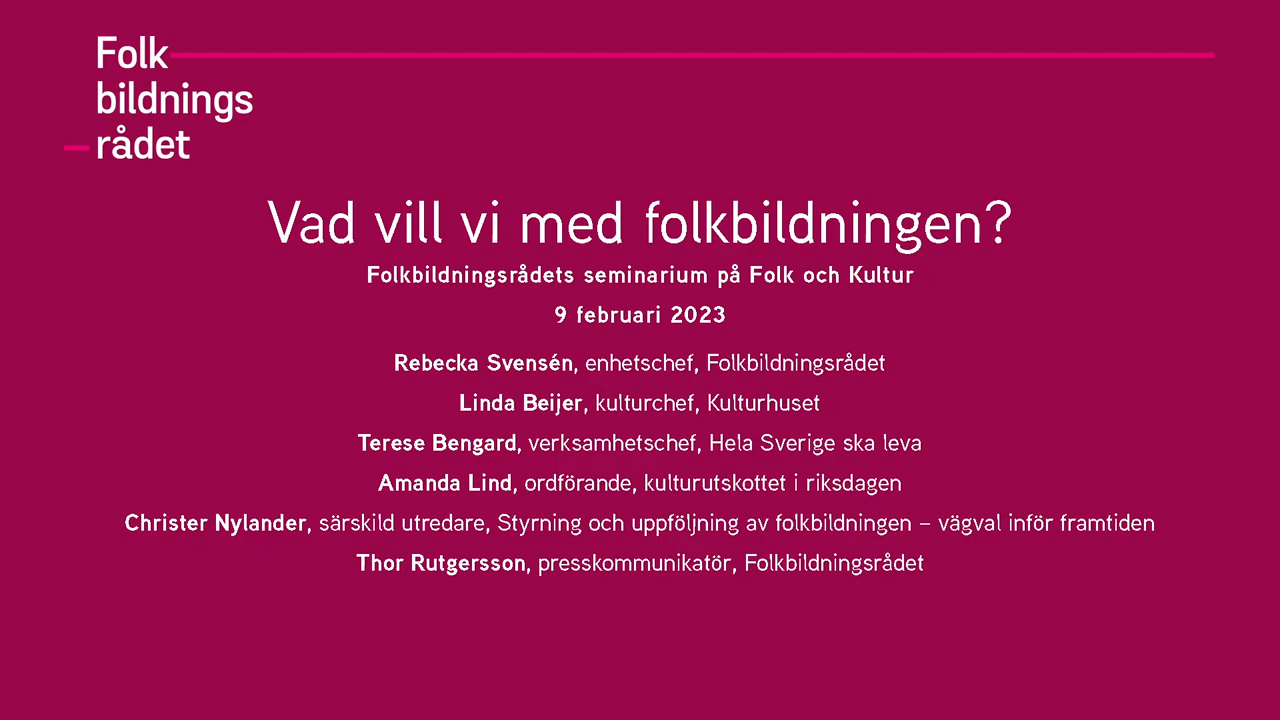 Folk
bildnings
rådet
Vad vill vi med folkbildningen?
Folkbildningsrådets seminarium på Folk och Kultur
9 februari 2023
Rebecka Svensén, enhetschef, Folkbildningsrådet
Linda Beijer, kulturchef, Kulturhuset
Terese Bengard, verksamhetschef, Hela Sverige ska leva
Amanda Lind, ordförande, kulturutskottet i riksdagen
Christer Nylander, särskild utredare, Styrning och uppföljning av folkbildningen – vägval inför framtiden
Thor Rutgersson, presskommunikatör, Folkbildningsrådet